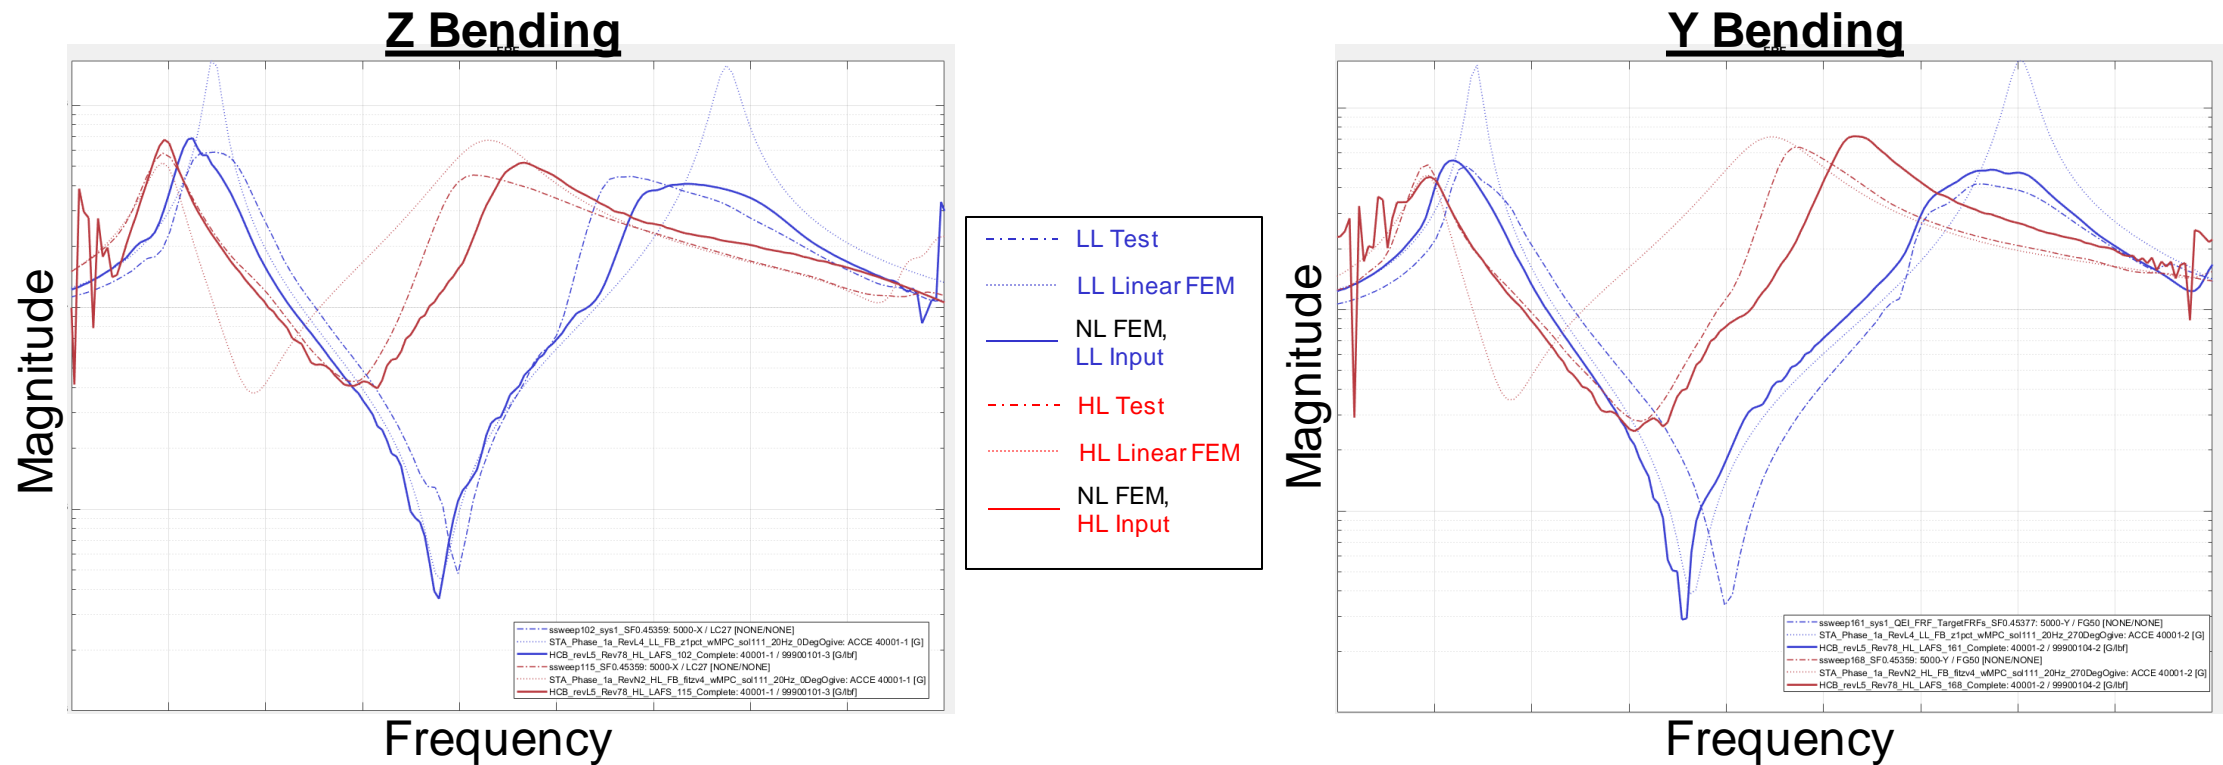 Z Bending
Magnitude
ssweep102_sys1_SF0.45359: 5000-X / LC27 [NONE/NONE]
STA_Phase_1a_RevL4_LL_FB_z1pct_wMPC_sol111_20Hz_0DegOgive: ACCE 40001-1 [G]
HCB_revL5_Rev78_HL_LAFS_102_Complete: 40001-1 / 99900101-3 [G/lbf]
ssweep115_SF0.45359: 5000-X / LC27 [NONE/NONE]
STA_Phase_1a_RevN2_HL_FB_fitzv4_wMPC_sol111_20Hz_0DegOgive: ACCE 40001-1 [G]
HCB_revL5_Rev78_HL_LAFS_115_Complete: 40001-1 / 99900101-3 [G/lbf]
Frequency
LL Test
LL Linear FEM
NL FEM,
LL Input
HL Test
HL Linear FEM
NL FEM,
HL Input
Y Bending
Magnitude
ssweep161_sys1_QEI_FRF_TargetFRFs_SF0.45377: 5000-Y / FG50 [NONE/NONE]
STA_Phase_1a_RevL4_LL_FB_z1pct_wMPC_sol111_20Hz_270DegOgive: ACCE 40001-2 [G]
HCB_revL5_Rev78_HL_LAFS_161_Complete: 40001-2 / 99900104-2 [G/lbf]
ssweep168_SF0.45359: 5000-Y / FG50 [NONE/NONE]
STA_Phase_1a_RevN2_HL_FB_fitzv4_wMPC_sol111_20Hz_270DegOgive: ACCE 40001-2 [G]
HCB_revL5_Rev78_HL_LAFS_168_Complete: 40001-2 / 99900104-2 [G/lbf]
Frequency